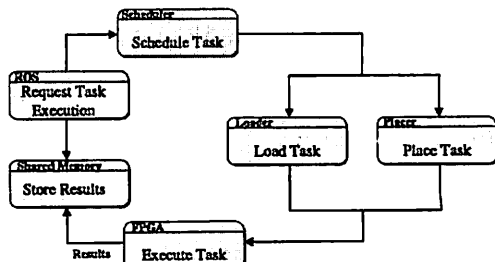 Scheduler
Schedule Task
ROS
Request Task
Execution
Loader
Load Task
Placer
Place Task
Shared Memory
Store Results
FPGA
Execute Task
Results